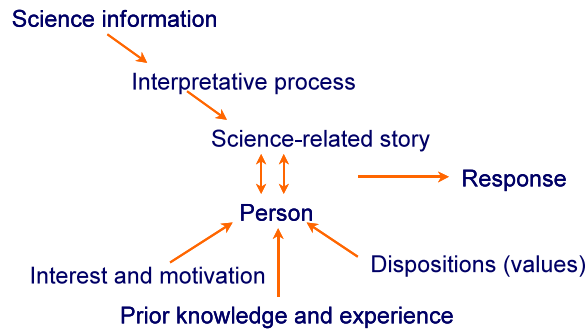 Science information
Interpretative process
Science-related story
Response
Person
Dispositions (values)
Interest and motivation
Prior knowledge and experience